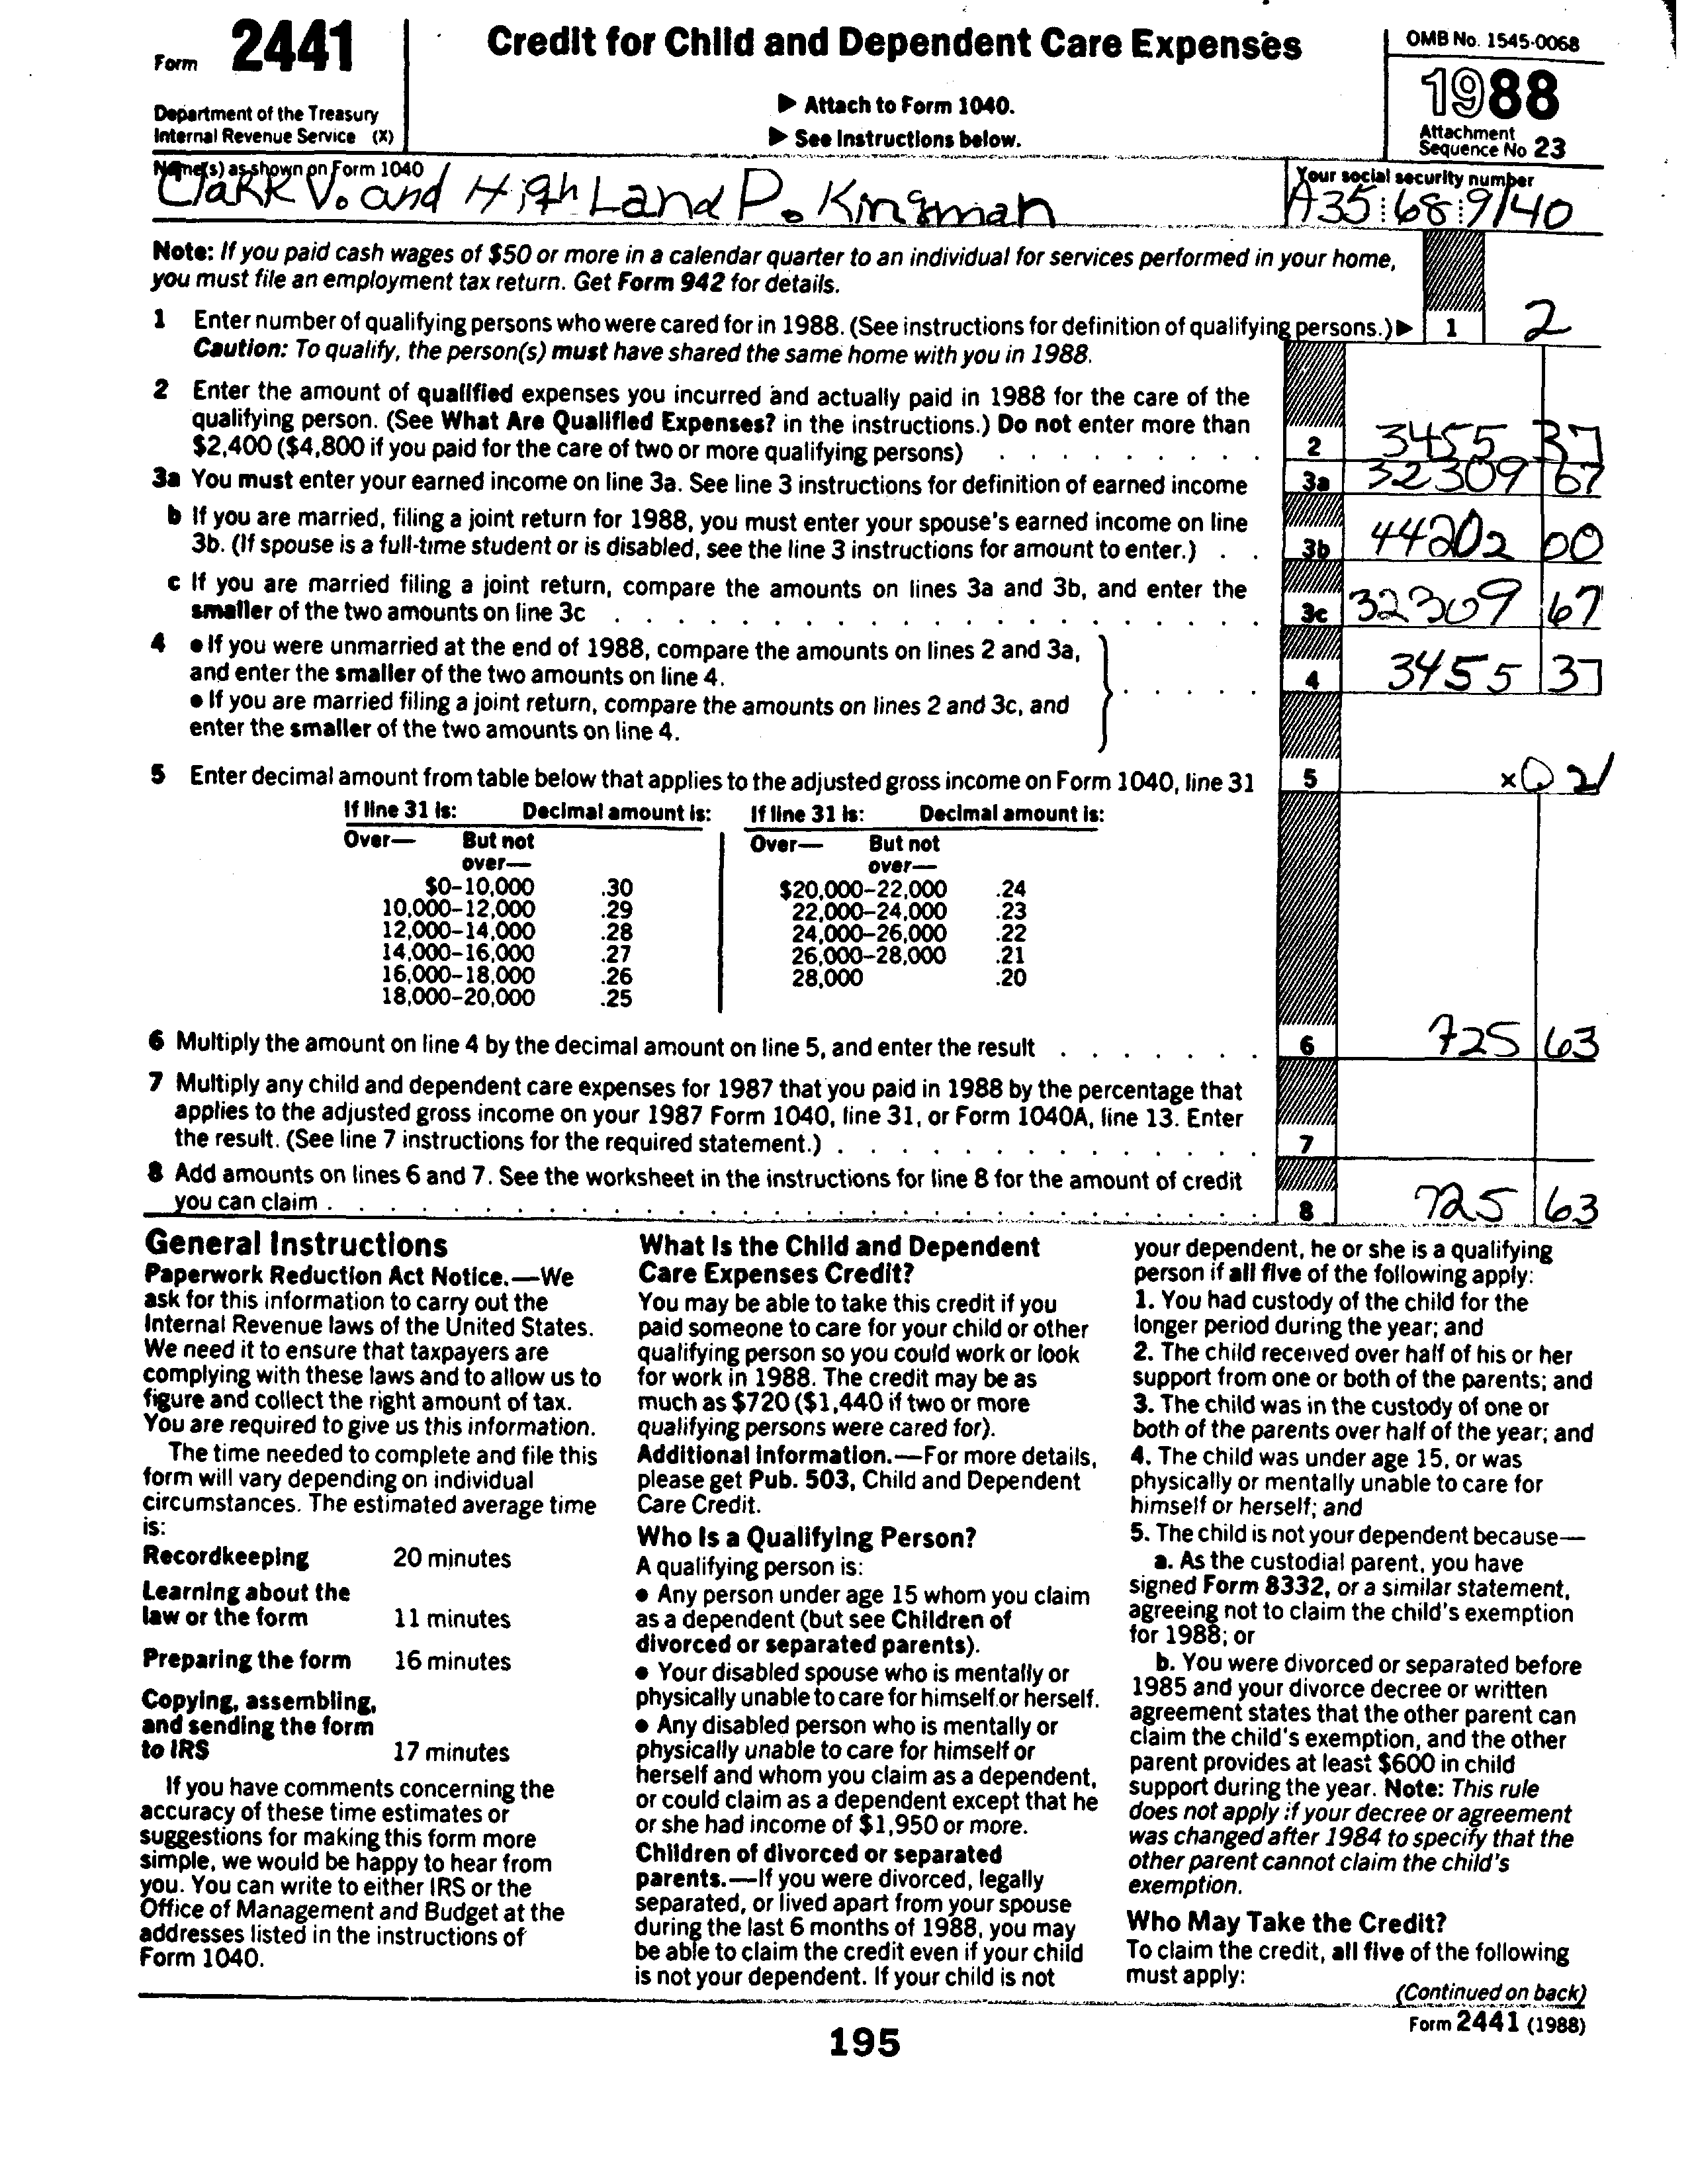 Form 2441
Credit for Child and Dependent Care Expenses
OMB No. 1545-0068
1988
Department of the Treasury
Internal Revenue Service (X)
▶ Attach to Form 1040.
▶ See Instructions below.
Attachment
Sequence No 23
Name(s) as shown on Form 1040
Clark V. and HighLand P. Kingman
Your social security number
A35:68:9140
Note: If you paid cash wages of $50 or more in a calendar quarter to an individual for services performed in your home,
you must file an employment tax return. Get Form 942 for details.
1 Enter number of qualifying persons who were cared for in 1988. (See instructions for definition of qualifying persons.) ▶ 1 2
Caution: To qualify, the person(s) must have shared the same home with you in 1988.
2 Enter the amount of qualified expenses you incurred and actually paid in 1988 for the care of the
qualifying person. (See What Are Qualified Expenses? in the instructions.) Do not enter more than
$2,400 ($4,800 if you paid for the care of two or more qualifying persons) . . . . . . . . . 2 3455 37
3a You must enter your earned income on line 3a. See line 3 instructions for definition of earned income 3a 32309 67
b If you are married, filing a joint return for 1988, you must enter your spouse's earned income on line
3b. (If spouse is a full-time student or is disabled, see the line 3 instructions for amount to enter.) . . 3b 44202 00
c If you are married filing a joint return, compare the amounts on lines 3a and 3b, and enter the
smaller of the two amounts on line 3c . . . . . . . . . . . . . . . . . 3c 32309 67
4 ● If you were unmarried at the end of 1988, compare the amounts on lines 2 and 3a,
and enter the smaller of the two amounts on line 4. . . . . . 4 3455 37
● If you are married filing a joint return, compare the amounts on lines 2 and 3c, and
enter the smaller of the two amounts on line 4.
5 Enter decimal amount from table below that applies to the adjusted gross income on Form 1040, line 31 5 x0 21
If line 31 is: Decimal amount is: If line 31 is: Decimal amount is:
Over— But not Over— But not
over— over—
$0–10,000 .30 $20,000–22,000 .24
10,000–12,000 .29 22,000–24,000 .23
12,000–14,000 .28 24,000–26,000 .22
14,000–16,000 .27 26,000–28,000 .21
16,000–18,000 .26 28,000 .20
18,000–20,000 .25
6 Multiply the amount on line 4 by the decimal amount on line 5, and enter the result . . . . . . . 6 725 63
7 Multiply any child and dependent care expenses for 1987 that you paid in 1988 by the percentage that
applies to the adjusted gross income on your 1987 Form 1040, line 31, or Form 1040A, line 13. Enter
the result. (See line 7 instructions for the required statement.) . . . . . . . . . . . . . . 7
8 Add amounts on lines 6 and 7. See the worksheet in the instructions for line 8 for the amount of credit
you can claim . . . . . . . . . . . . . . . . . . . . . . . . . . . . . 8 725 63
General Instructions
Paperwork Reduction Act Notice.—We
ask for this information to carry out the
Internal Revenue laws of the United States.
We need it to ensure that taxpayers are
complying with these laws and to allow us to
figure and collect the right amount of tax.
You are required to give us this information.
The time needed to complete and file this
form will vary depending on individual
circumstances. The estimated average time
is:
Recordkeeping 20 minutes
Learning about the
law or the form 11 minutes
Preparing the form 16 minutes
Copying, assembling,
and sending the form
to IRS 17 minutes
If you have comments concerning the
accuracy of these time estimates or
suggestions for making this form more
simple, we would be happy to hear from
you. You can write to either IRS or the
Office of Management and Budget at the
addresses listed in the instructions of
Form 1040.
What Is the Child and Dependent
Care Expenses Credit?
You may be able to take this credit if you
paid someone to care for your child or other
qualifying person so you could work or look
for work in 1988. The credit may be as
much as $720 ($1,440 if two or more
qualifying persons were cared for).
Additional Information.—For more details,
please get Pub. 503, Child and Dependent
Care Credit.
Who Is a Qualifying Person?
A qualifying person is:
● Any person under age 15 whom you claim
as a dependent (but see Children of
divorced or separated parents).
● Your disabled spouse who is mentally or
physically unable to care for himself or herself.
● Any disabled person who is mentally or
physically unable to care for himself or
herself and whom you claim as a dependent,
or could claim as a dependent except that he
or she had income of $1,950 or more.
Children of divorced or separated
parents.—If you were divorced, legally
separated, or lived apart from your spouse
during the last 6 months of 1988, you may
be able to claim the credit even if your child
is not your dependent. If your child is not
your dependent, he or she is a qualifying
person if all five of the following apply:
1. You had custody of the child for the
longer period during the year; and
2. The child received over half of his or her
support from one or both of the parents; and
3. The child was in the custody of one or
both of the parents over half of the year; and
4. The child was under age 15, or was
physically or mentally unable to care for
himself or herself; and
5. The child is not your dependent because—
a. As the custodial parent, you have
signed Form 8332, or a similar statement,
agreeing not to claim the child's exemption
for 1988; or
b. You were divorced or separated before
1985 and your divorce decree or written
agreement states that the other parent can
claim the child's exemption, and the other
parent provides at least $600 in child
support during the year. Note: This rule
does not apply if your decree or agreement
was changed after 1984 to specify that the
other parent cannot claim the child's
exemption.
Who May Take the Credit?
To claim the credit, all five of the following
must apply:
(Continued on back)
Form 2441 (1988)
195